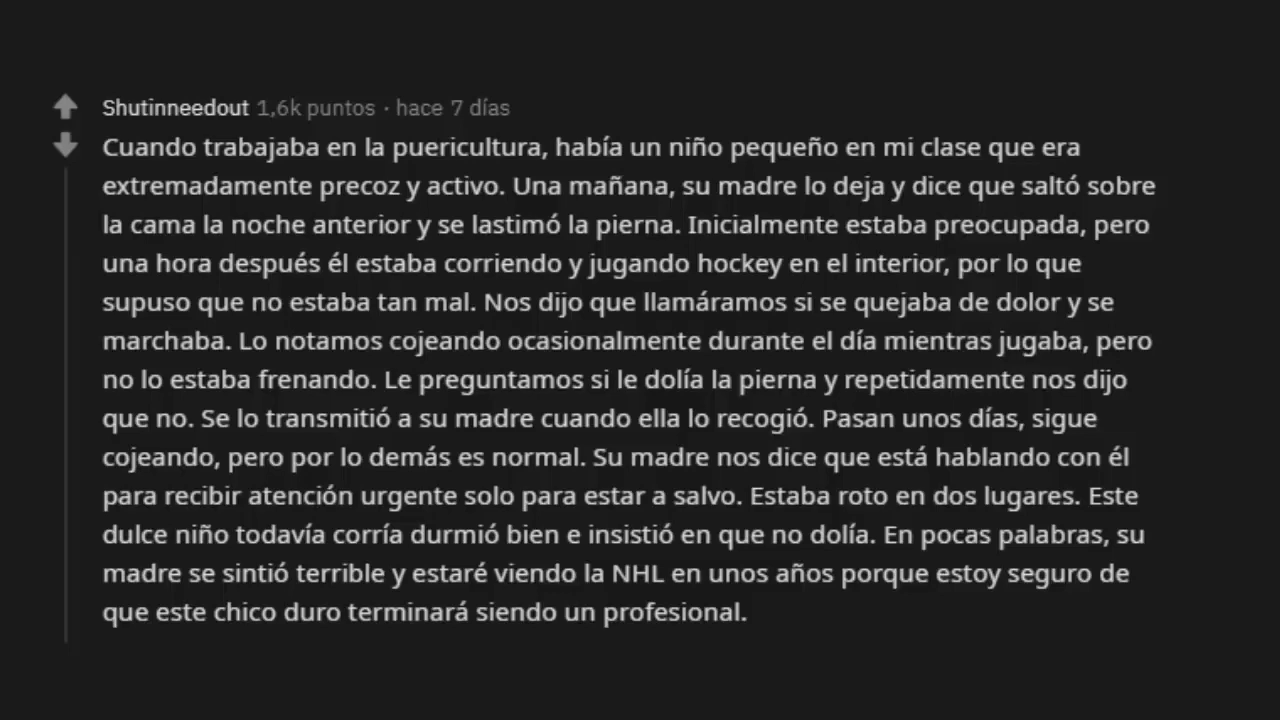 Shutinneedout 1,6k puntos · hace 7 días
Cuando trabajaba en la puericultura, había un niño pequeño en mi clase que era
extremadamente precoz y activo. Una mañana, su madre lo deja y dice que saltó sobre
la cama la noche anterior y se lastimó la pierna. Inicialmente estaba preocupada, pero
una hora después él estaba corriendo y jugando hockey en el interior, por lo que
supuso que no estaba tan mal. Nos dijo que llamáramos si se quejaba de dolor y se
marchaba. Lo notamos cojeando ocasionalmente durante el día mientras jugaba, pero
no lo estaba frenando. Le preguntamos si le dolía la pierna y repetidamente nos dijo
que no. Se lo transmitió a su madre cuando ella lo recogió. Pasan unos días, sigue
cojeando, pero por lo demás es normal. Su madre nos dice que está hablando con él
para recibir atención urgente solo para estar a salvo. Estaba roto en dos lugares. Este
dulce niño todavía corría durmió bien e insistió en que no dolía. En pocas palabras, su
madre se sintió terrible y estaré viendo la NHL en unos años porque estoy seguro de
que este chico duro terminará siendo un profesional.